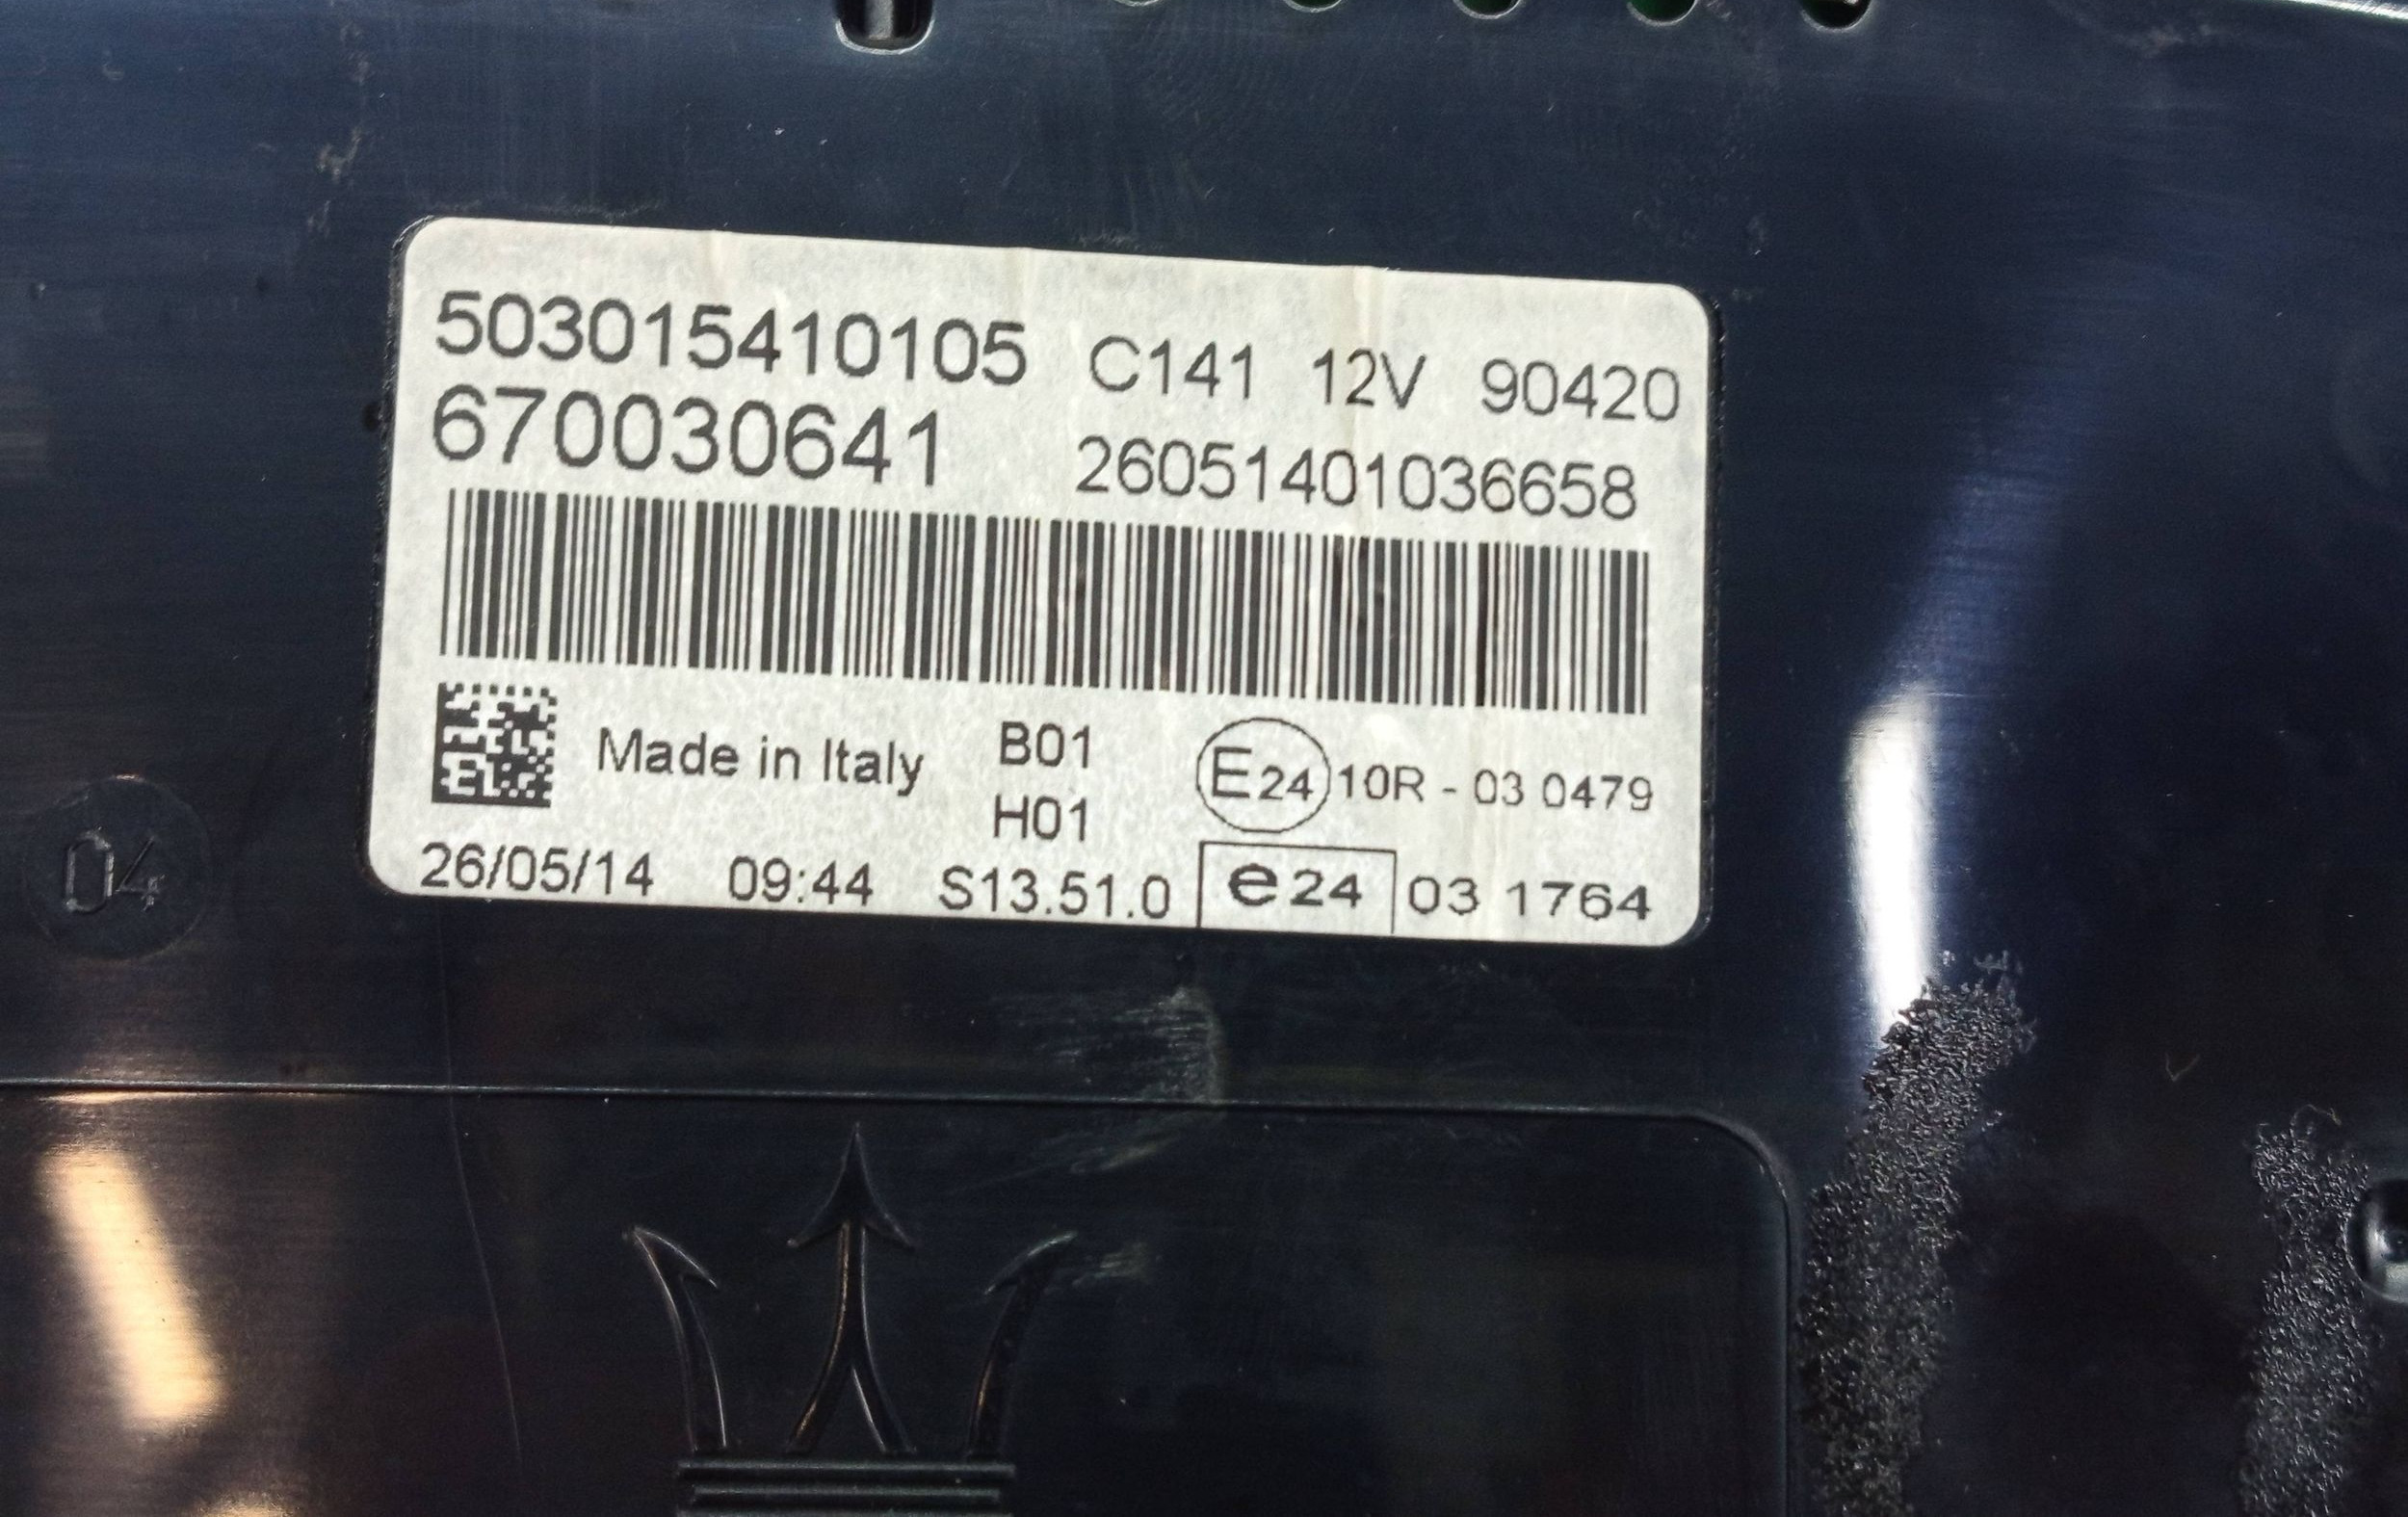 503015410105 C141 12V 90420
670030641 26051401036658
Made in Italy B01 E24 10R - 03 0479
H01
26/05/14 09:44 S13.51.0 e24 03 1764
04